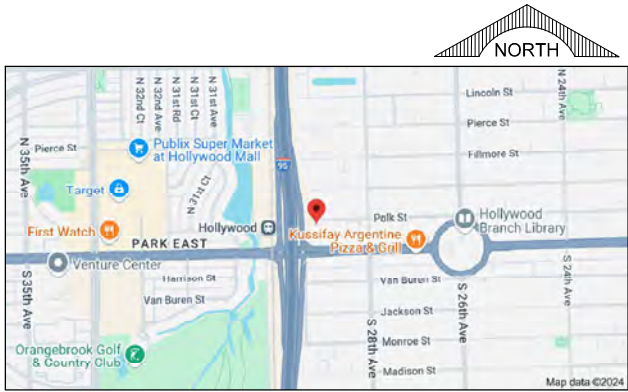 NORTH
N 35th Ave
N 32nd Ct
N 32nd Ave
N 31st Rd
N 31st Ct
N 31st Ave
N 24th Ave
Lincoln St
Pierce St
Pierce St
Fillmore St
Publix Super Market
at Hollywood Mall
95
Target
N 31st Ct
First Watch
Hollywood
Polk St
Hollywood
Branch Library
Kussifay Argentine
Pizza & Grill
PARK EAST
Venture Center
Harrison St
Van Buren St
Van Buren St
S 35th Ave
S 28th Ave
S 26th Ave
S 24th Ave
Jackson St
Monroe St
Madison St
Orangebrook Golf
& Country Club
Map data ©2024